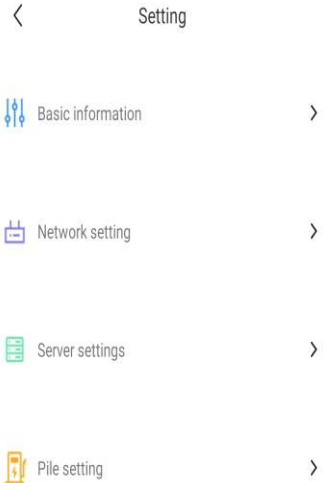 Setting
Basic information
Network setting
Server settings
Pile setting